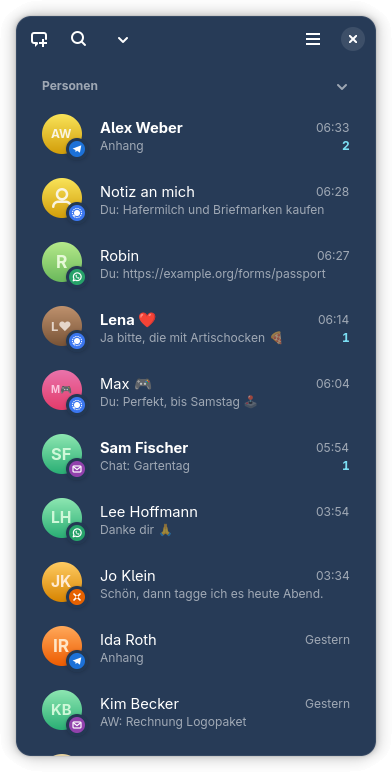 Personen
AW
Alex Weber
06:33
Anhang
2
Notiz an mich
06:28
Du: Hafermilch und Briefmarken kaufen
R
Robin
06:27
Du: https://example.org/forms/passport
L❤
Lena ❤️
06:14
Ja bitte, die mit Artischocken 🍕
1
M🎮
Max 🎮
06:04
Du: Perfekt, bis Samstag 🕹️
SF
Sam Fischer
05:54
Chat: Gartentag
1
LH
Lee Hoffmann
03:54
Danke dir 🙏
JK
Jo Klein
03:34
Schön, dann tagge ich es heute Abend.
IR
Ida Roth
Gestern
Anhang
KB
Kim Becker
Gestern
AW: Rechnung Logopaket